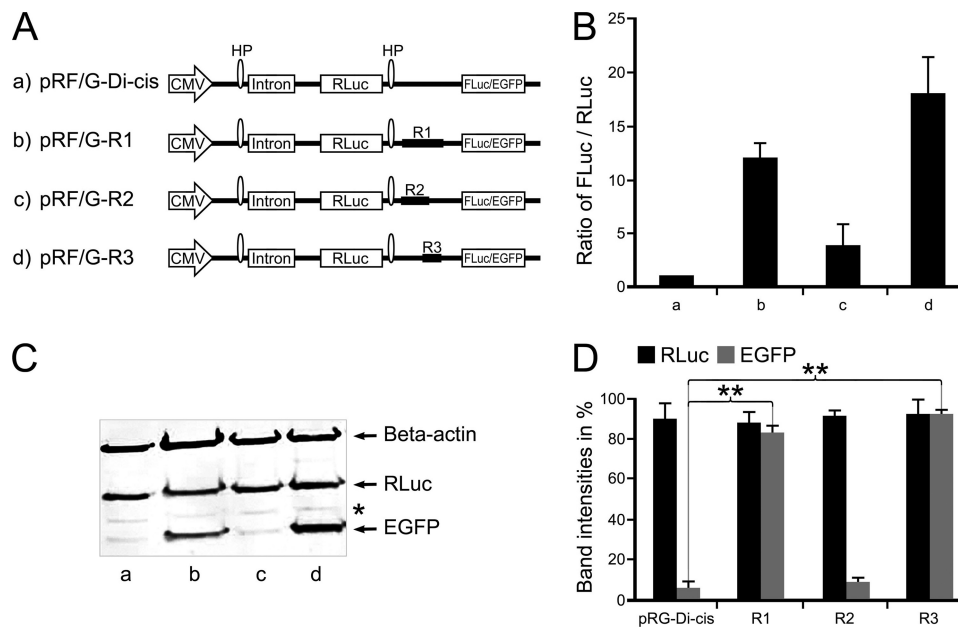 A
HP HP
a) pRF/G-Di-cis CMV Intron RLuc FLuc/EGFP
R1
b) pRF/G-R1 CMV Intron RLuc FLuc/EGFP
R2
c) pRF/G-R2 CMV Intron RLuc FLuc/EGFP
R3
d) pRF/G-R3 CMV Intron RLuc FLuc/EGFP
B
Ratio of FLuc / RLuc
25
20
15
10
5
0
a b c d
C
Beta-actin
RLuc
*
EGFP
a b c d
D
RLuc EGFP
**
**
Band intensities in %
100
80
60
40
20
0
pRG-Di-cis R1 R2 R3